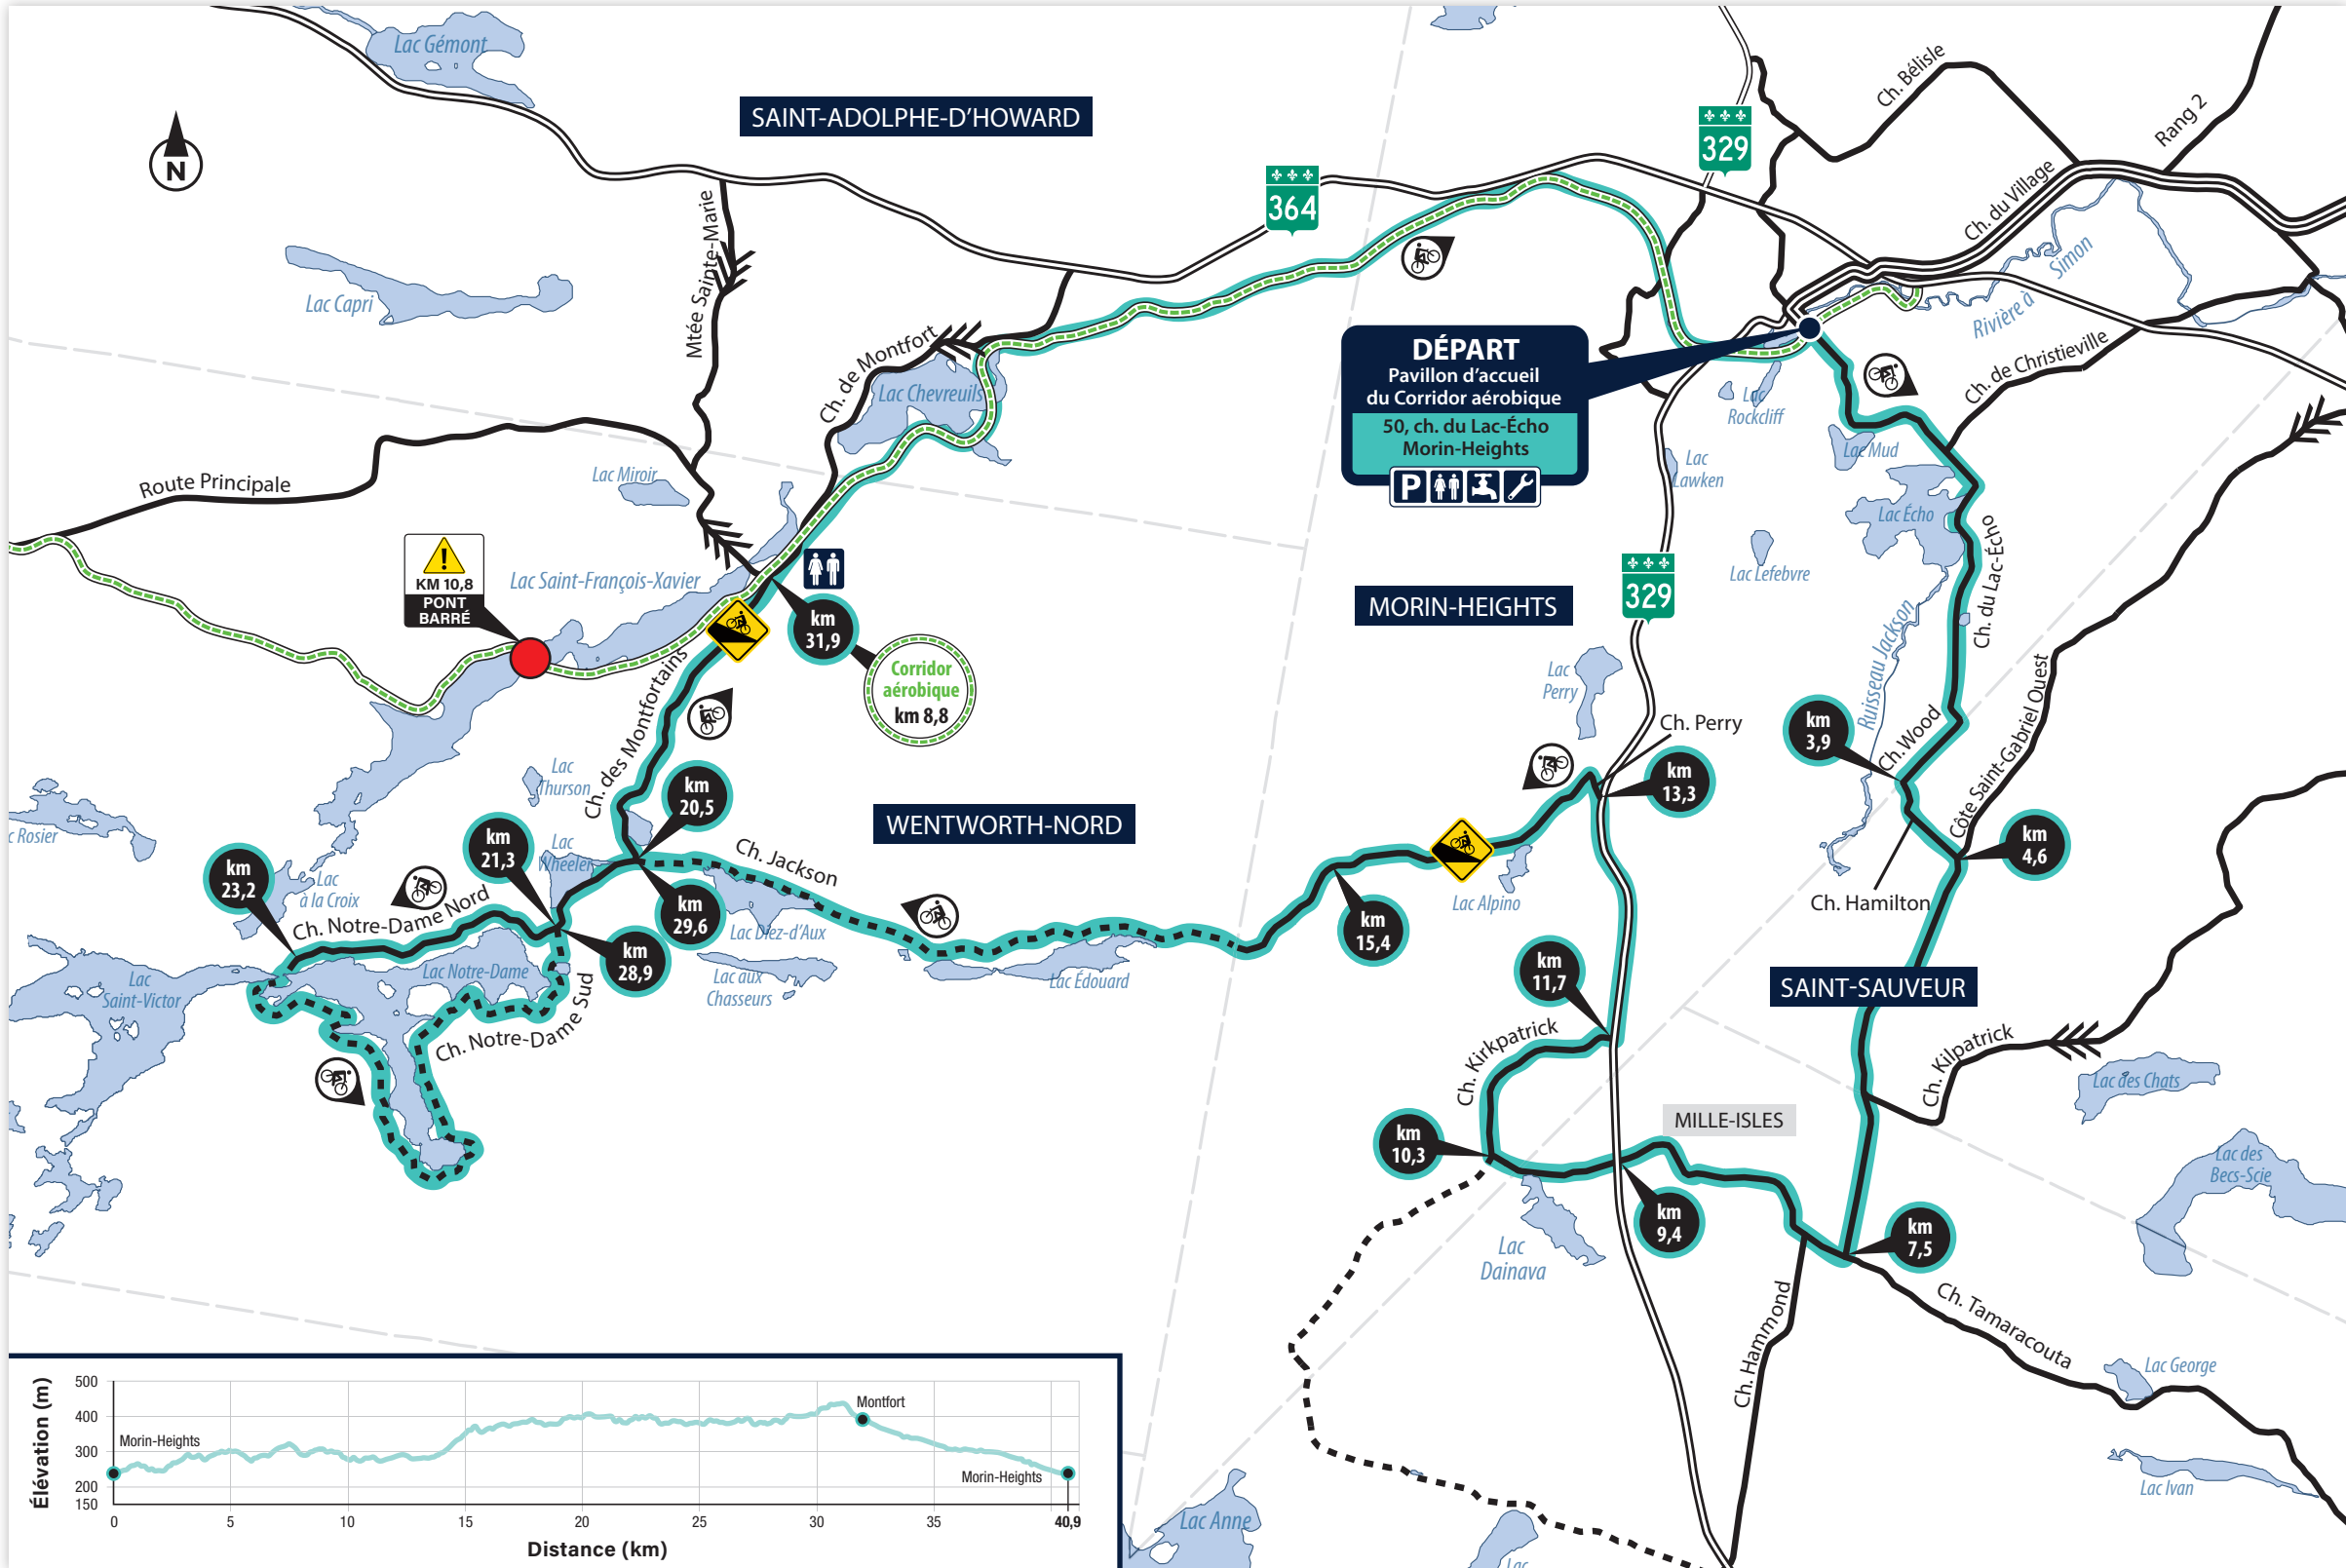 Lac Gémont
SAINT-ADOLPHE-D'HOWARD
N
364
329
Ch. Bélisle
Rang 2
Ch. du Village
Rivière à
Simon
Mtée Sainte-Marie
Lac Capri
Ch. de Montfort
Lac Chevreuils
DÉPART
Pavillon d'accueil
du Corridor aérobique
50, ch. du Lac-Écho
Morin-Heights
P
Lac
Rockcliff
Ch. de Christieville
Lac Mud
Lac
Lawken
Lac Écho
Ch. du Lac-Écho
Lac Lefebvre
Route Principale
Lac Miroir
KM 10,8
PONT
BARRÉ
Lac Saint-François-Xavier
km
31,9
Corridor
aérobique
km 8,8
MORIN-HEIGHTS
329
Ruisseau Jackson
Côte Saint-Gabriel Ouest
Lac
Perry
Ch. Perry
km
3,9
Ch. Wood
km
13,3
km
4,6
Ch. Hamilton
Ch. des Montfortains
Lac
Thurson
km
20,5
km
21,3
Lac
Wheeler
WENTWORTH-NORD
Ch. Jackson
c Rosier
km
23,2
Lac
à la Croix
Ch. Notre-Dame Nord
km
29,6
km
28,9
Lac Diez-d'Aux
Lac aux
Chasseurs
Lac Édouard
km
15,4
Lac Alpino
km
11,7
SAINT-SAUVEUR
Lac
Saint-Victor
Lac Notre-Dame
Ch. Notre-Dame Sud
Ch. Kirkpatrick
Ch. Kilpatrick
Lac des Chats
MILLE-ISLES
km
10,3
km
9,4
km
7,5
Lac des
Becs-Scie
Lac
Dainava
Ch. Hammond
Ch. Tamaracouta
Lac George
Lac Ivan
Lac Anne
Lac
Élévation (m)
500
400
300
200
150
Morin-Heights
Montfort
Morin-Heights
0
5
10
15
20
25
30
35
40,9
Distance (km)